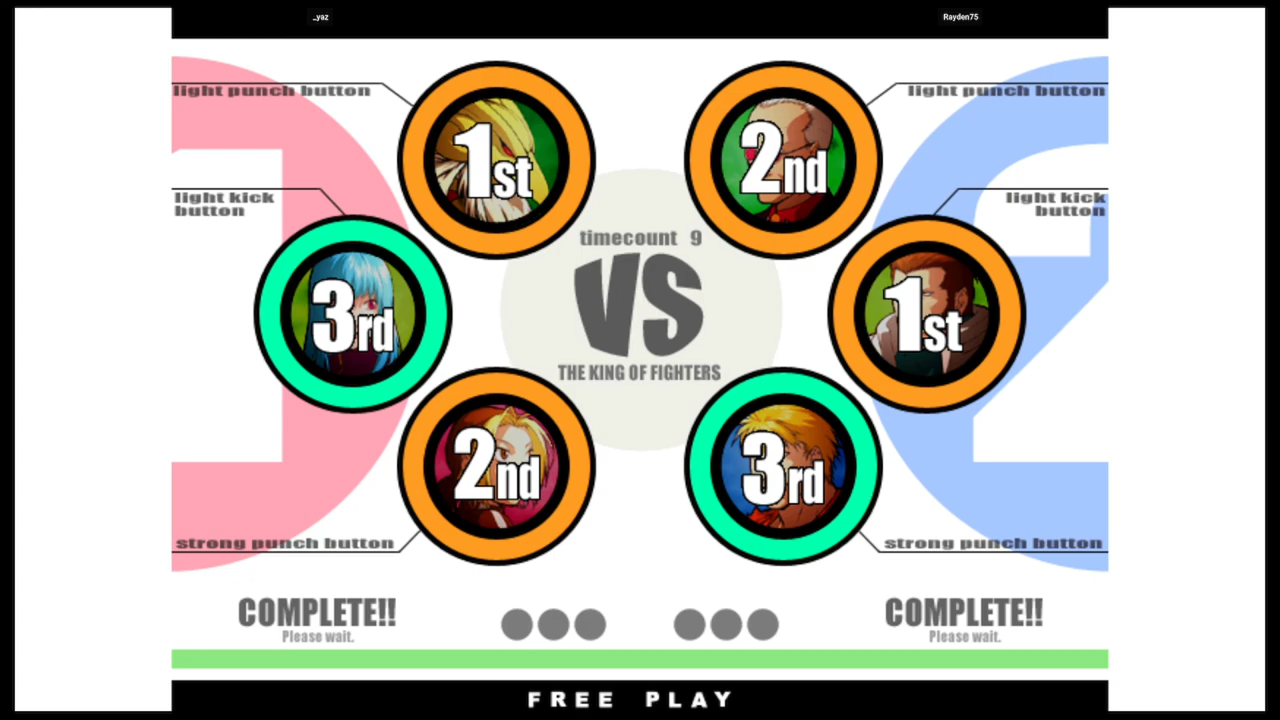 _yaz
Rayden75
light punch button
light punch button
1st
2nd
light kick
button
light kick
button
timecount 9
3rd
VS
1st
THE KING OF FIGHTERS
2nd
3rd
strong punch button
strong punch button
COMPLETE!!
Please wait.
COMPLETE!!
Please wait.
FREE PLAY